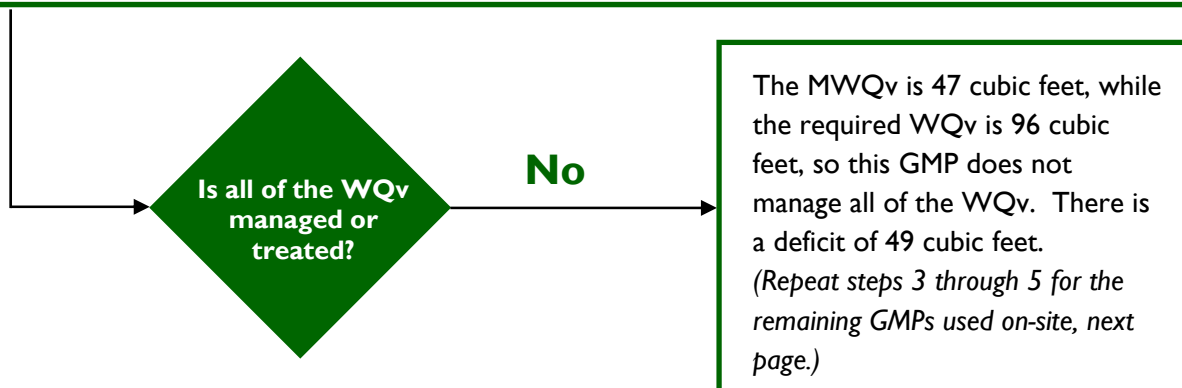 Is all of the WQv
managed or
treated?
No
The MWQv is 47 cubic feet, while
the required WQv is 96 cubic
feet, so this GMP does not
manage all of the WQv.  There is
a deficit of 49 cubic feet.
(Repeat steps 3 through 5 for the
remaining GMPs used on-site, next
page.)